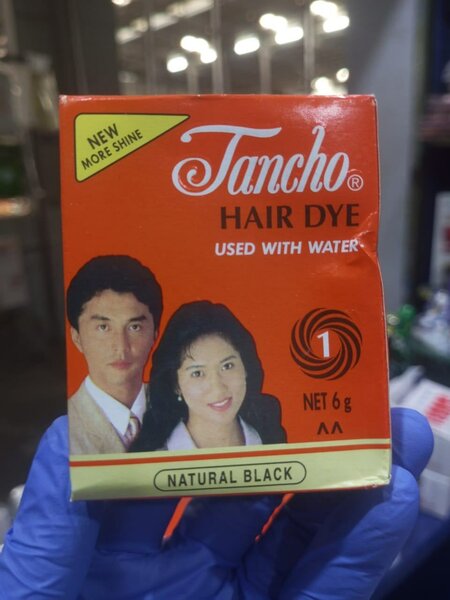 NEW
MORE SHINE
Tancho®
HAIR DYE
USED WITH WATER
1
NET 6 g
^^
NATURAL BLACK